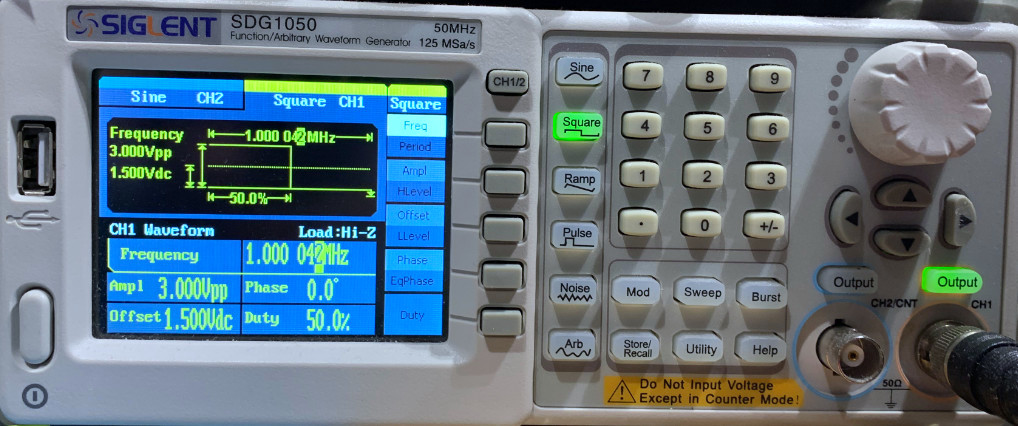 SIGLENT
SDG1050
50MHz
Function/Arbitrary Waveform Generator
125 MSa/s
Sine CH2
Square CH1
Square
Frequency
1.000 042MHz
3.000Vpp
1.500Vdc
50.0%
Freq
Period
Ampl
HLevel
Offset
LLevel
Phase
EqPhase
Duty
CH1 Waveform
Load:Hi-Z
Frequency
1.000 042MHz
Ampl 3.000Vpp
Phase 0.0°
Offset 1.500Vdc
Duty 50.0%
CH1/2
Sine
Square
Ramp
Pulse
Noise
Arb
7 8 9
4 5 6
1 2 3
. 0 +/-
Mod
Sweep
Burst
Store/
Recall
Utility
Help
Output
Output
CH2/CNT
CH1
50Ω
! Do Not Input Voltage
Except in Counter Mode!